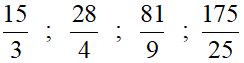 15/3 ; 28/4 ; 81/9 ; 175/25